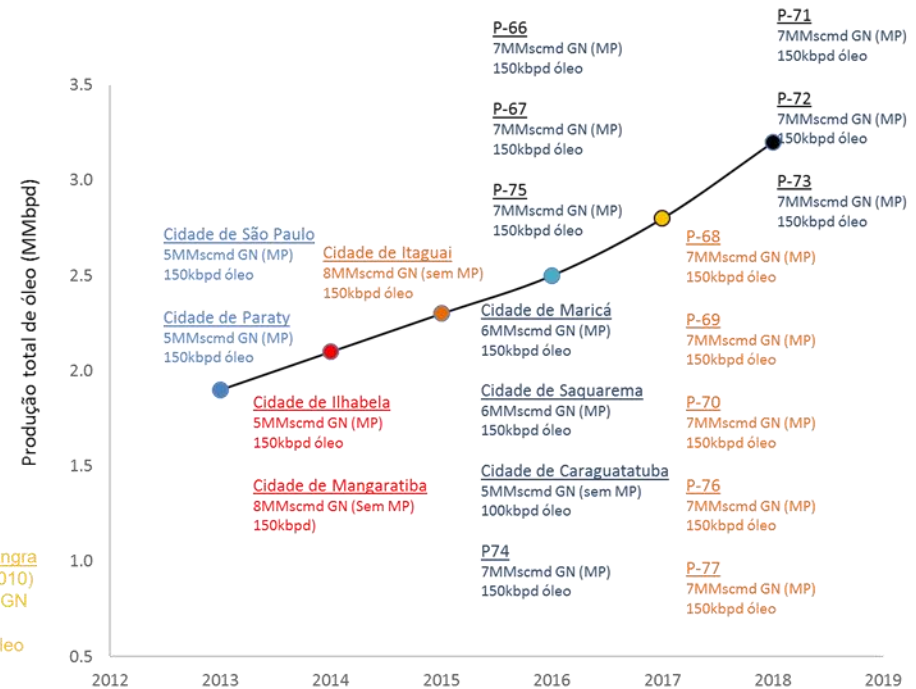 P-66
7MMscmd GN (MP)
150kbpd óleo
P-67
7MMscmd GN (MP)
150kbpd óleo
P-75
7MMscmd GN (MP)
150kbpd óleo
P-71
7MMscmd GN (MP)
150kbpd óleo
P-72
7MMscmd GN (MP)
150kbpd óleo
P-73
7MMscmd GN (MP)
150kbpd óleo
Produção total de óleo (MMbpd)
3.5
3.0
2.5
2.0
1.5
1.0
0.5
Cidade de São Paulo
5MMscmd GN (MP)
150kbpd óleo
Cidade de Paraty
5MMscmd GN (MP)
150kbpd óleo
Cidade de Itaguai
8MMscmd GN (sem MP)
150kbpd óleo
Cidade de Ilhabela
5MMscmd GN (MP)
150kbpd óleo
Cidade de Mangaratiba
8MMscmd GN (Sem MP)
150kbpd)
Cidade de Maricá
6MMscmd GN (MP)
150kbpd óleo
Cidade de Saquarema
6MMscmd GN (MP)
150kbpd óleo
Cidade de Caraguatatuba
5MMscmd GN (sem MP)
100kbpd óleo
P74
7MMscmd GN (MP)
150kbpd óleo
P-68
7MMscmd GN (MP)
150kbpd óleo
P-69
7MMscmd GN (MP)
150kbpd óleo
P-70
7MMscmd GN (MP)
150kbpd óleo
P-76
7MMscmd GN (MP)
150kbpd óleo
P-77
7MMscmd GN (MP)
150kbpd óleo
ngra
010)
GN
leo
2012 2013 2014 2015 2016 2017 2018 2019